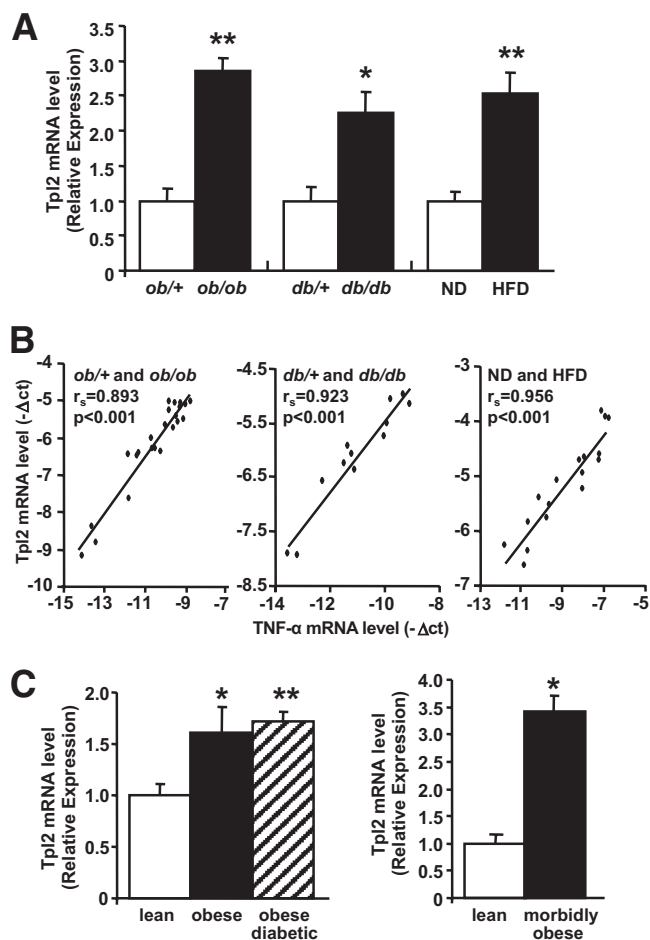 A
Tpl2 mRNA level
(Relative Expression)
3.5
3.0
2.5
2.0
1.5
1.0
0.5
0
**
*
**
ob/+ ob/ob
db/+ db/db
ND HFD
B
Tpl2 mRNA level (-Δct)
-4
-5
-6
-7
-8
-9
-10
ob/+ and ob/ob
rs=0.893
p<0.001
-15 -13 -11 -9 -7
-4.5
-5.5
-6.5
-7.5
-8.5
db/+ and db/db
rs=0.923
p<0.001
-14 -12 -10 -8
-3
-4
-5
-6
-7
ND and HFD
rs=0.956
p<0.001
-13 -11 -9 -7 -5
TNF-α mRNA level (-Δct)
C
Tpl2 mRNA level
(Relative Expression)
2.0
1.5
1.0
0.5
0
*
**
lean obese obese
diabetic
Tpl2 mRNA level
(Relative Expression)
4.0
3.5
3.0
2.5
2.0
1.5
1.0
0.5
0
*
lean morbidly
obese